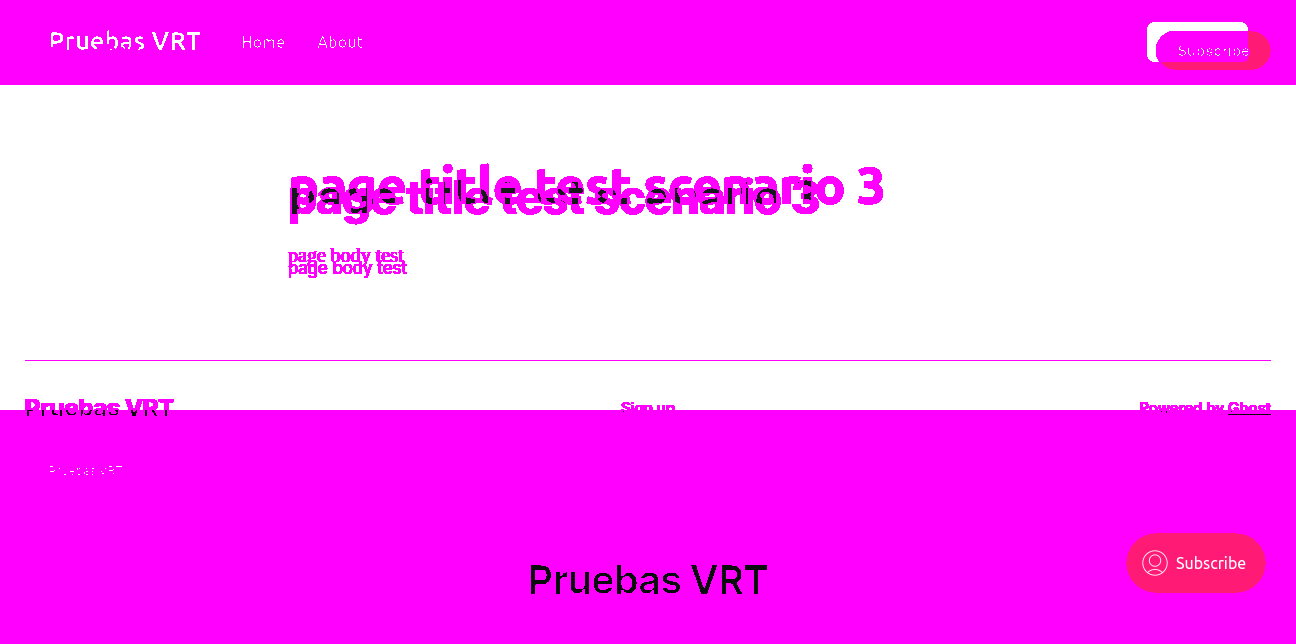 Pruebas VRT Home About Subscribe
page title test scenario 3
page title test scenario 3
page body test
page body test
Pruebas VRT Sign up Powered by Ghost
Pruebas VRT
Subscribe
Pruebas VRT